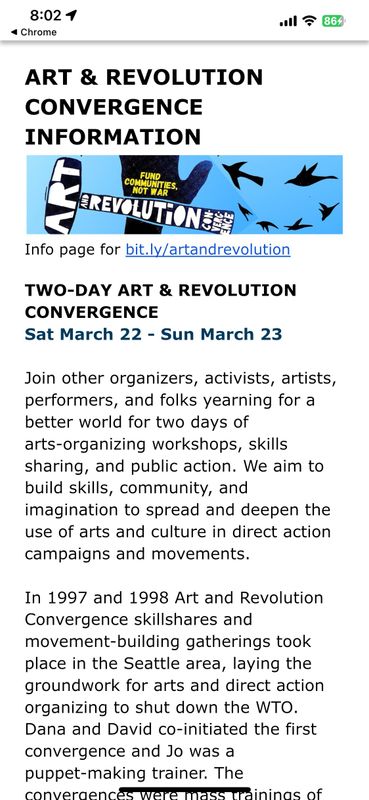 8:02
86
Chrome
ART & REVOLUTION
CONVERGENCE
INFORMATION
FUND
COMMUNITIES,
NOT WAR
ART
AND REVOLUTION CONVERGENCE
Info page for bit.ly/artandrevolution
TWO-DAY ART & REVOLUTION
CONVERGENCE
Sat March 22 - Sun March 23
Join other organizers, activists, artists,
performers, and folks yearning for a
better world for two days of
arts-organizing workshops, skills
sharing, and public action. We aim to
build skills, community, and
imagination to spread and deepen the
use of arts and culture in direct action
campaigns and movements.
In 1997 and 1998 Art and Revolution
Convergence skillshares and
movement-building gatherings took
place in the Seattle area, laying the
groundwork for arts and direct action
organizing to shut down the WTO.
Dana and David co-initiated the first
convergence and Jo was a
puppet-making trainer. The
convergences were mass trainings of